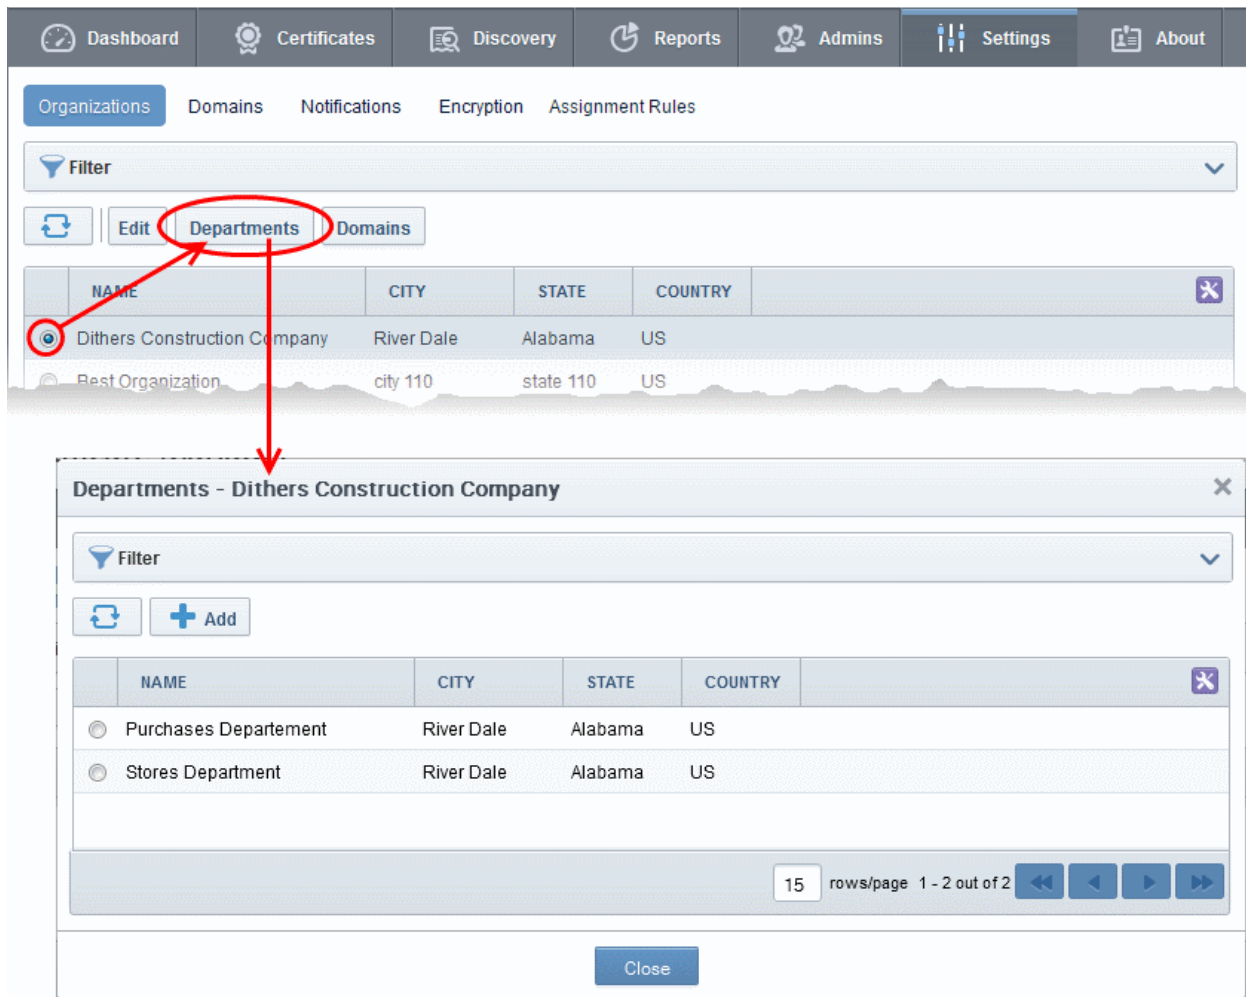 Dashboard Certificates Discovery Reports Admins Settings About
Organizations Domains Notifications Encryption Assignment Rules
Filter
Edit Departments Domains
NAME CITY STATE COUNTRY
Dithers Construction Company River Dale Alabama US
Best Organization city 110 state 110 US
Departments - Dithers Construction Company
Filter
Add
NAME CITY STATE COUNTRY
Purchases Departement River Dale Alabama US
Stores Department River Dale Alabama US
15 rows/page 1 - 2 out of 2
Close